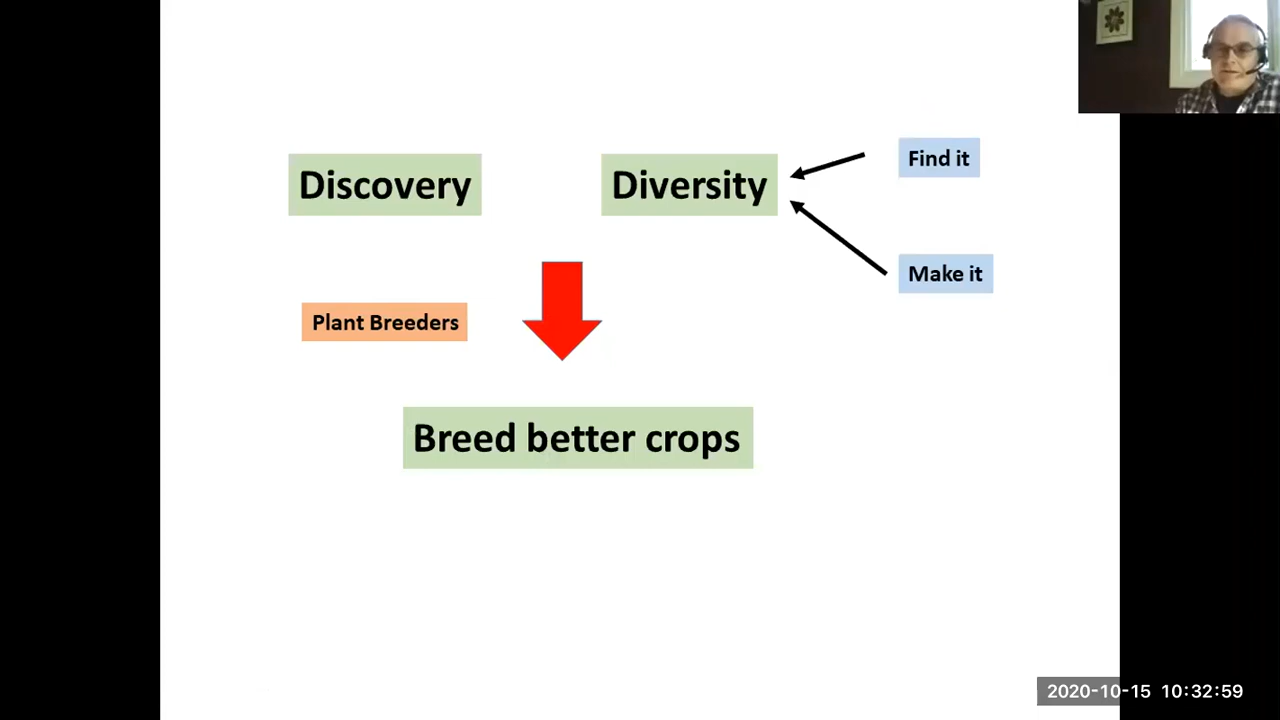 Discovery
Diversity
Find it
Make it
Plant Breeders
Breed better crops
2020-10-15 10:32:59